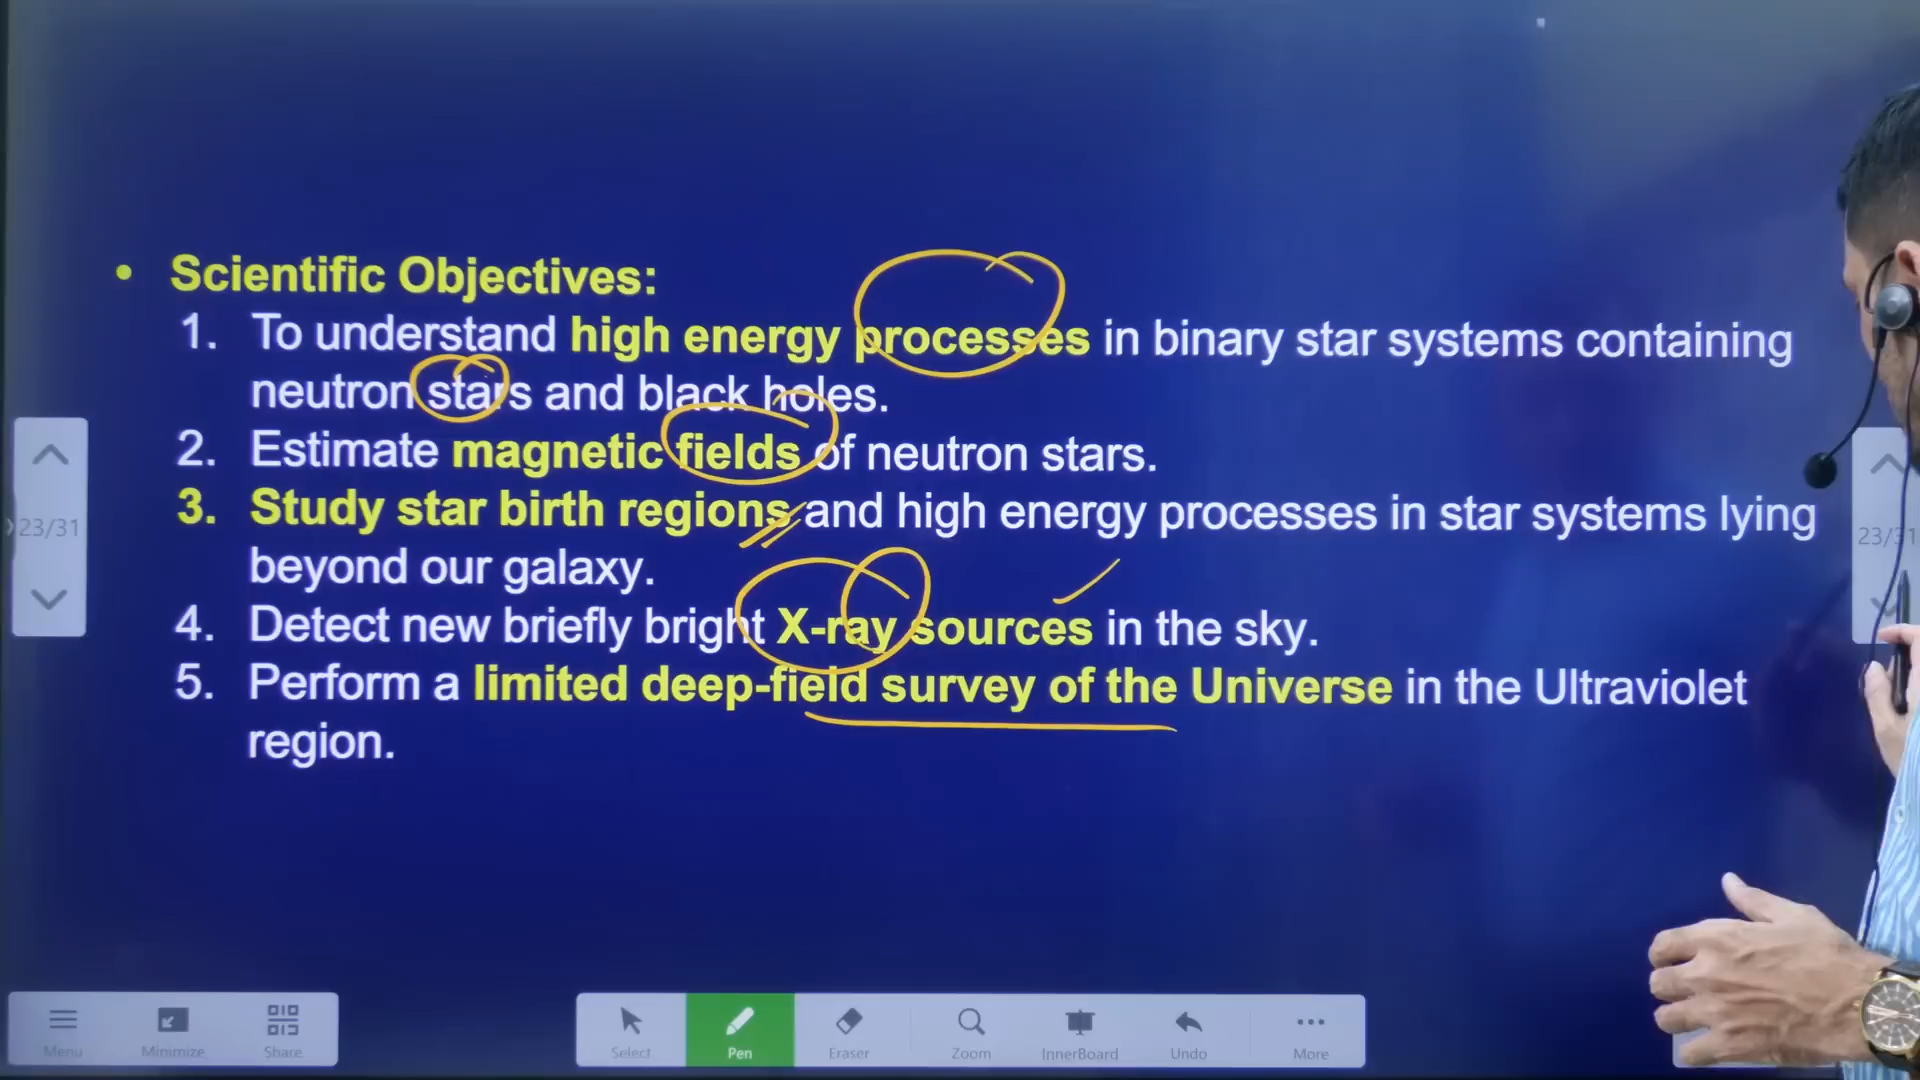 • Scientific Objectives:
1. To understand high energy processes in binary star systems containing
neutron stars and black holes.
2. Estimate magnetic fields of neutron stars.
3. Study star birth regions and high energy processes in star systems lying
beyond our galaxy.
4. Detect new briefly bright X-ray sources in the sky.
5. Perform a limited deep-field survey of the Universe in the Ultraviolet
region.
23/31
23/31
Menu Minimize Share Select Pen Eraser Zoom InnerBoard Undo More